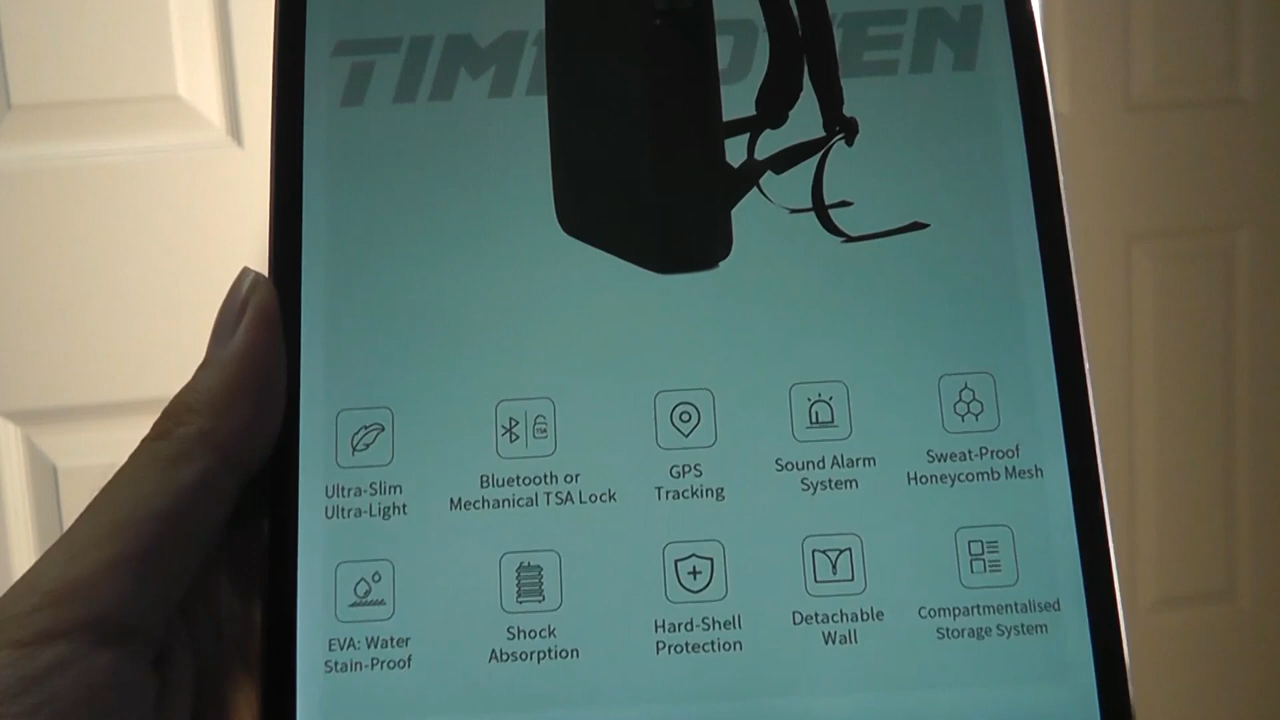 Ultra-Slim
Ultra-Light
Bluetooth or
Mechanical TSA Lock
GPS
Tracking
Sound Alarm
System
Sweat-Proof
Honeycomb Mesh
TSA
EVA: Water
Stain-Proof
Shock
Absorption
Hard-Shell
Protection
Detachable
Wall
Compartmentalised
Storage System